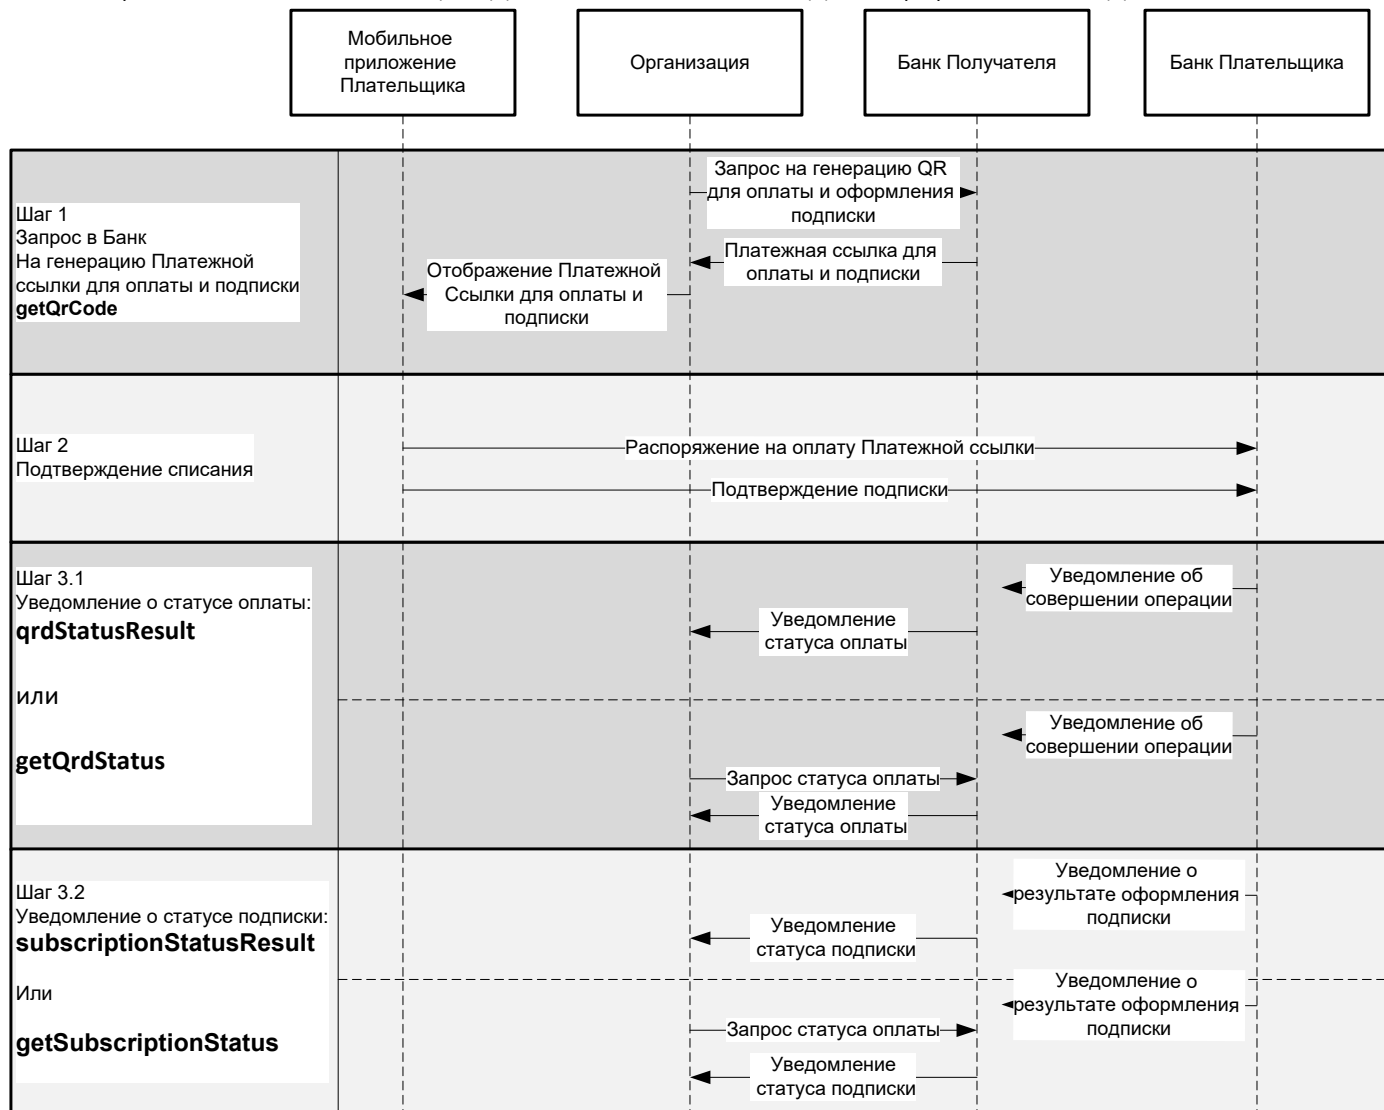 Мобильное
приложение
Плательщика
Организация
Банк Получателя
Банк Плательщика
Шаг 1
Запрос в Банк
На генерацию Платежной
ссылки для оплаты и подписки
getQrCode
Запрос на генерацию QR
для оплаты и оформления
подписки
Платежная ссылка для
оплаты и подписки
Отображение Платежной
Ссылки для оплаты и
подписки
Шаг 2
Подтверждение списания
Распоряжение на оплату Платежной ссылки
Подтверждение подписки
Шаг 3.1
Уведомление о статусе оплаты:
qrdStatusResult
или
getQrdStatus
Уведомление об
совершении операции
Уведомление
статуса оплаты
Уведомление об
совершении операции
Запрос статуса оплаты
Уведомление
статуса оплаты
Шаг 3.2
Уведомление о статусе подписки:
subscriptionStatusResult
Или
getSubscriptionStatus
Уведомление о
результате оформления
подписки
Уведомление
статуса подписки
Уведомление о
результате оформления
подписки
Запрос статуса оплаты
Уведомление
статуса подписки